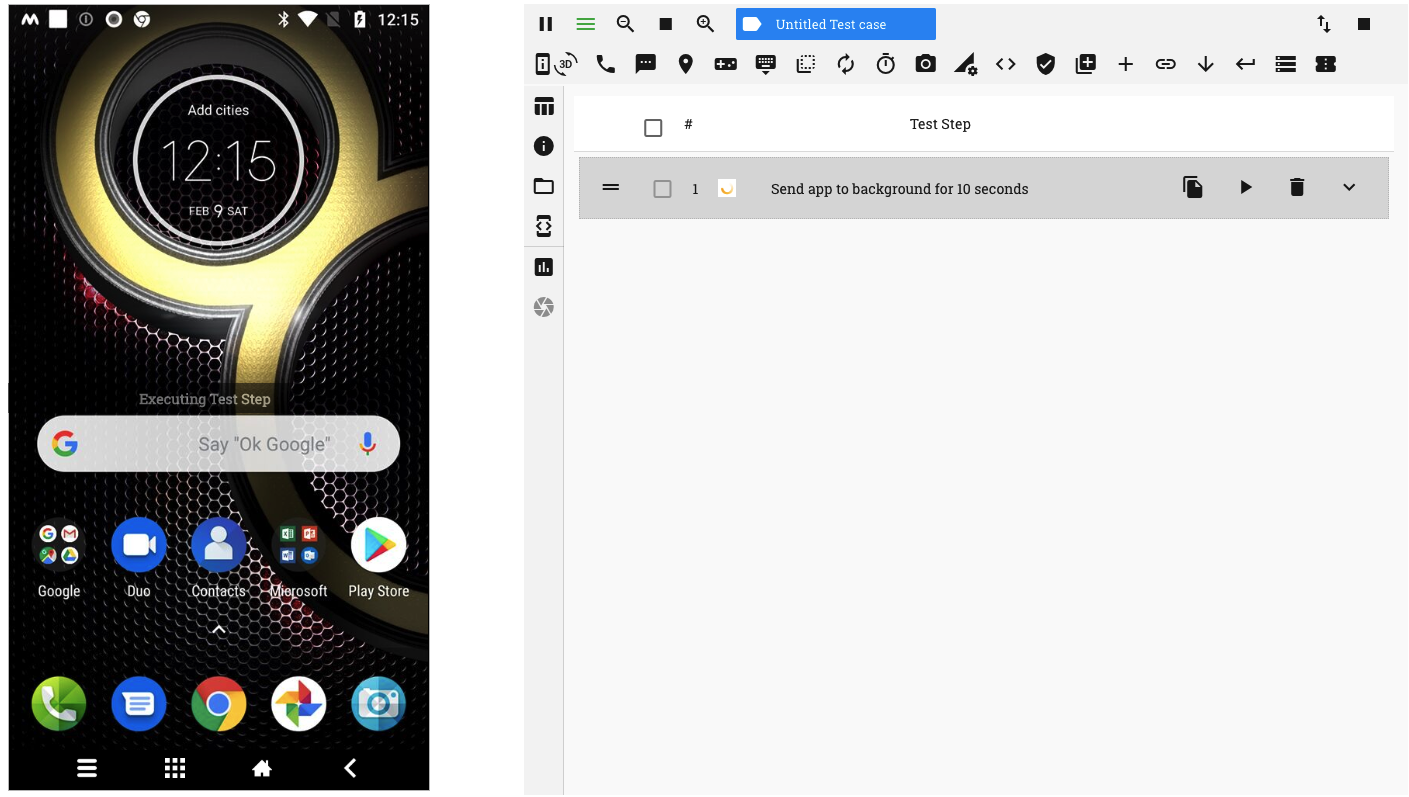 12:15
Add cities
12:15
FEB 9 SAT
Executing Test Step
Say "Ok Google"
Google
Duo
Contacts
Microsoft
Play Store
Untitled Test case
3D
#
Test Step
1
Send app to background for 10 seconds